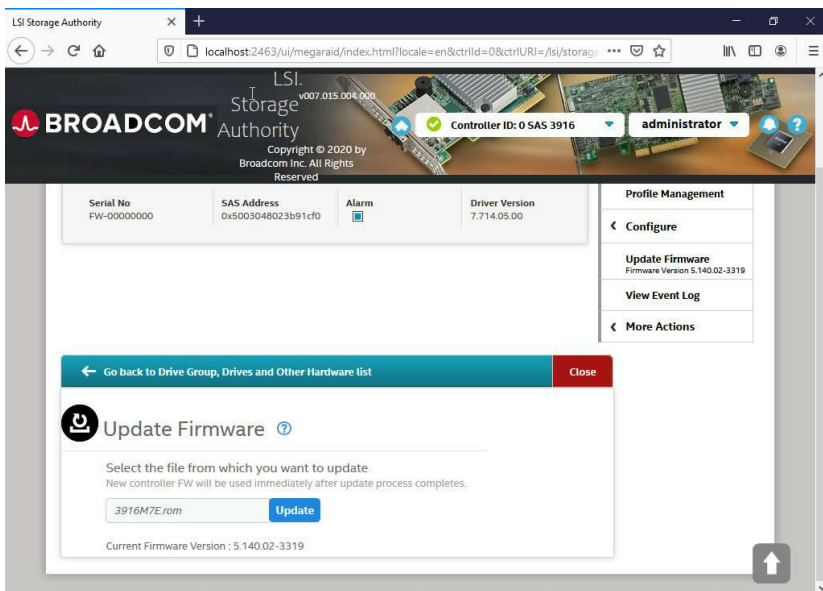 LSI Storage Authority
localhost:2463/ui/megaraid/index.html?locale=en&ctrlId=0&ctrlURI=/lsi/storage
BROADCOM®
LSI.
Storage
Authority
v007.015.004.000
Copyright © 2020 by
Broadcom Inc. All
Rights
Reserved
Controller ID: 0 SAS 3916
administrator
?
Serial No
FW-00000000
SAS Address
0x5003048023b91cf0
Alarm
Driver Version
7.714.05.00
Profile Management
Configure
Update Firmware
Firmware Version 5.140.02-3319
View Event Log
More Actions
Go back to Drive Group, Drives and Other Hardware list
Close
Update Firmware ?
Select the file from which you want to update
New controller FW will be used immediately after update process completes.
3916M7E.rom
Update
Current Firmware Version : 5.140.02-3319